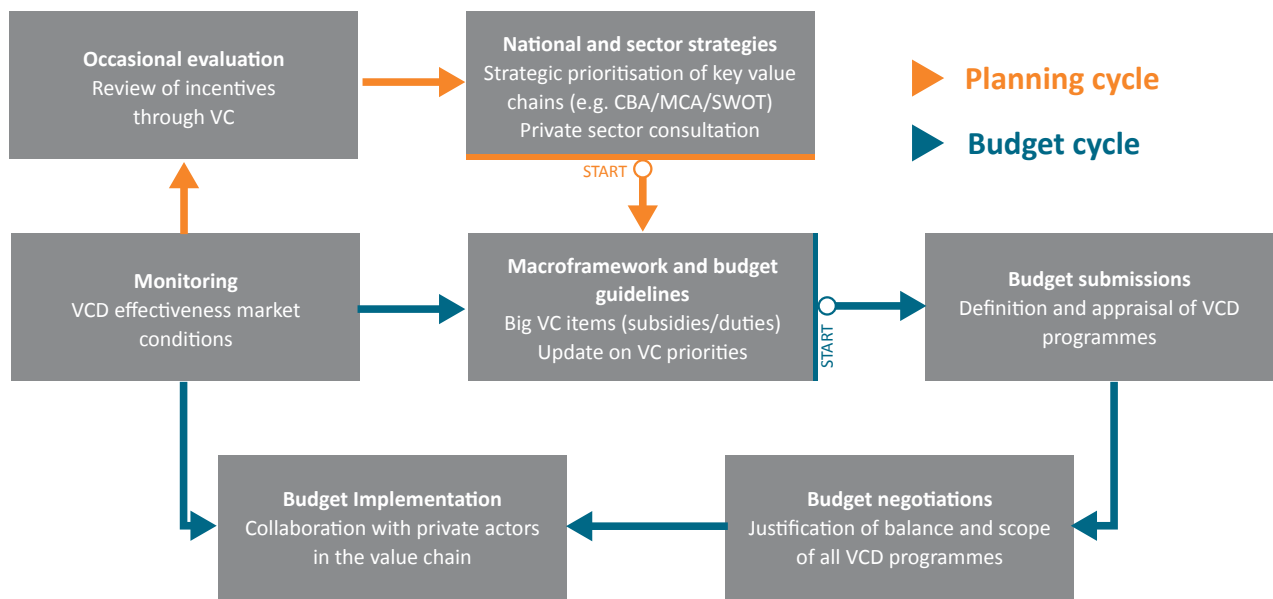 Occasional evaluation
Review of incentives
through VC
National and sector strategies
Strategic prioritisation of key value
chains (e.g. CBA/MCA/SWOT)
Private sector consultation
Planning cycle
Budget cycle
START
Monitoring
VCD effectiveness market
conditions
Macroframework and budget
guidelines
Big VC items (subsidies/duties)
Update on VC priorities
START
Budget submissions
Definition and appraisal of VCD
programmes
Budget Implementation
Collaboration with private actors
in the value chain
Budget negotiations
Justification of balance and scope
of all VCD programmes